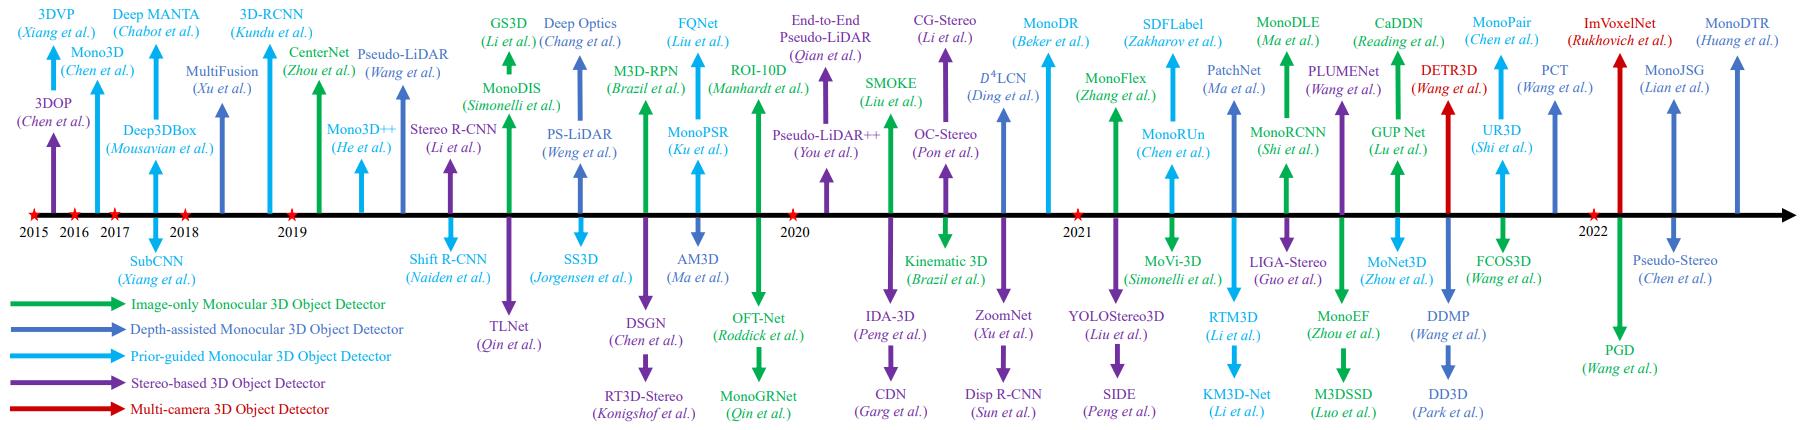 3DVP
(Xiang et al.)
Mono3D
(Chen et al.)
3DOP
(Chen et al.)
Deep MANTA
(Chabot et al.)
Deep3DBox
(Mousavian et al.)
MultiFusion
(Xu et al.)
3D-RCNN
(Kundu et al.)
CenterNet
(Zhou et al.)
Mono3D++
(He et al.)
Pseudo-LiDAR
(Wang et al.)
Stereo R-CNN
(Li et al.)
GS3D
(Li et al.)
MonoDIS
(Simonelli et al.)
Deep Optics
(Chang et al.)
PS-LiDAR
(Weng et al.)
M3D-RPN
(Brazil et al.)
FQNet
(Liu et al.)
MonoPSR
(Ku et al.)
ROI-10D
(Manhardt et al.)
End-to-End
Pseudo-LiDAR
(Qian et al.)
Pseudo-LiDAR++
(You et al.)
SMOKE
(Liu et al.)
CG-Stereo
(Li et al.)
OC-Stereo
(Pon et al.)
D⁴LCN
(Ding et al.)
MonoDR
(Beker et al.)
MonoFlex
(Zhang et al.)
SDFLabel
(Zakharov et al.)
MonoRUn
(Chen et al.)
PatchNet
(Ma et al.)
MonoDLE
(Ma et al.)
MonoRCNN
(Shi et al.)
PLUMENet
(Wang et al.)
CaDDN
(Reading et al.)
GUP Net
(Lu et al.)
DETR3D
(Wang et al.)
MonoPair
(Chen et al.)
UR3D
(Shi et al.)
PCT
(Wang et al.)
ImVoxelNet
(Rukhovich et al.)
MonoJSG
(Lian et al.)
MonoDTR
(Huang et al.)
2015
2016
2017
2018
2019
2020
2021
2022
SubCNN
(Xiang et al.)
Shift R-CNN
(Naiden et al.)
TLNet
(Qin et al.)
SS3D
(Jorgensen et al.)
DSGN
(Chen et al.)
RT3D-Stereo
(Konigshof et al.)
AM3D
(Ma et al.)
OFT-Net
(Roddick et al.)
MonoGRNet
(Qin et al.)
IDA-3D
(Peng et al.)
CDN
(Garg et al.)
Kinematic 3D
(Brazil et al.)
ZoomNet
(Xu et al.)
Disp R-CNN
(Sun et al.)
YOLOStereo3D
(Liu et al.)
SIDE
(Peng et al.)
MoVi-3D
(Simonelli et al.)
RTM3D
(Li et al.)
KM3D-Net
(Li et al.)
LIGA-Stereo
(Guo et al.)
MonoEF
(Zhou et al.)
M3DSSD
(Luo et al.)
MoNet3D
(Zhou et al.)
DDMP
(Wang et al.)
DD3D
(Park et al.)
FCOS3D
(Wang et al.)
PGD
(Wang et al.)
Pseudo-Stereo
(Chen et al.)
Image-only Monocular 3D Object Detector
Depth-assisted Monocular 3D Object Detector
Prior-guided Monocular 3D Object Detector
Stereo-based 3D Object Detector
Multi-camera 3D Object Detector